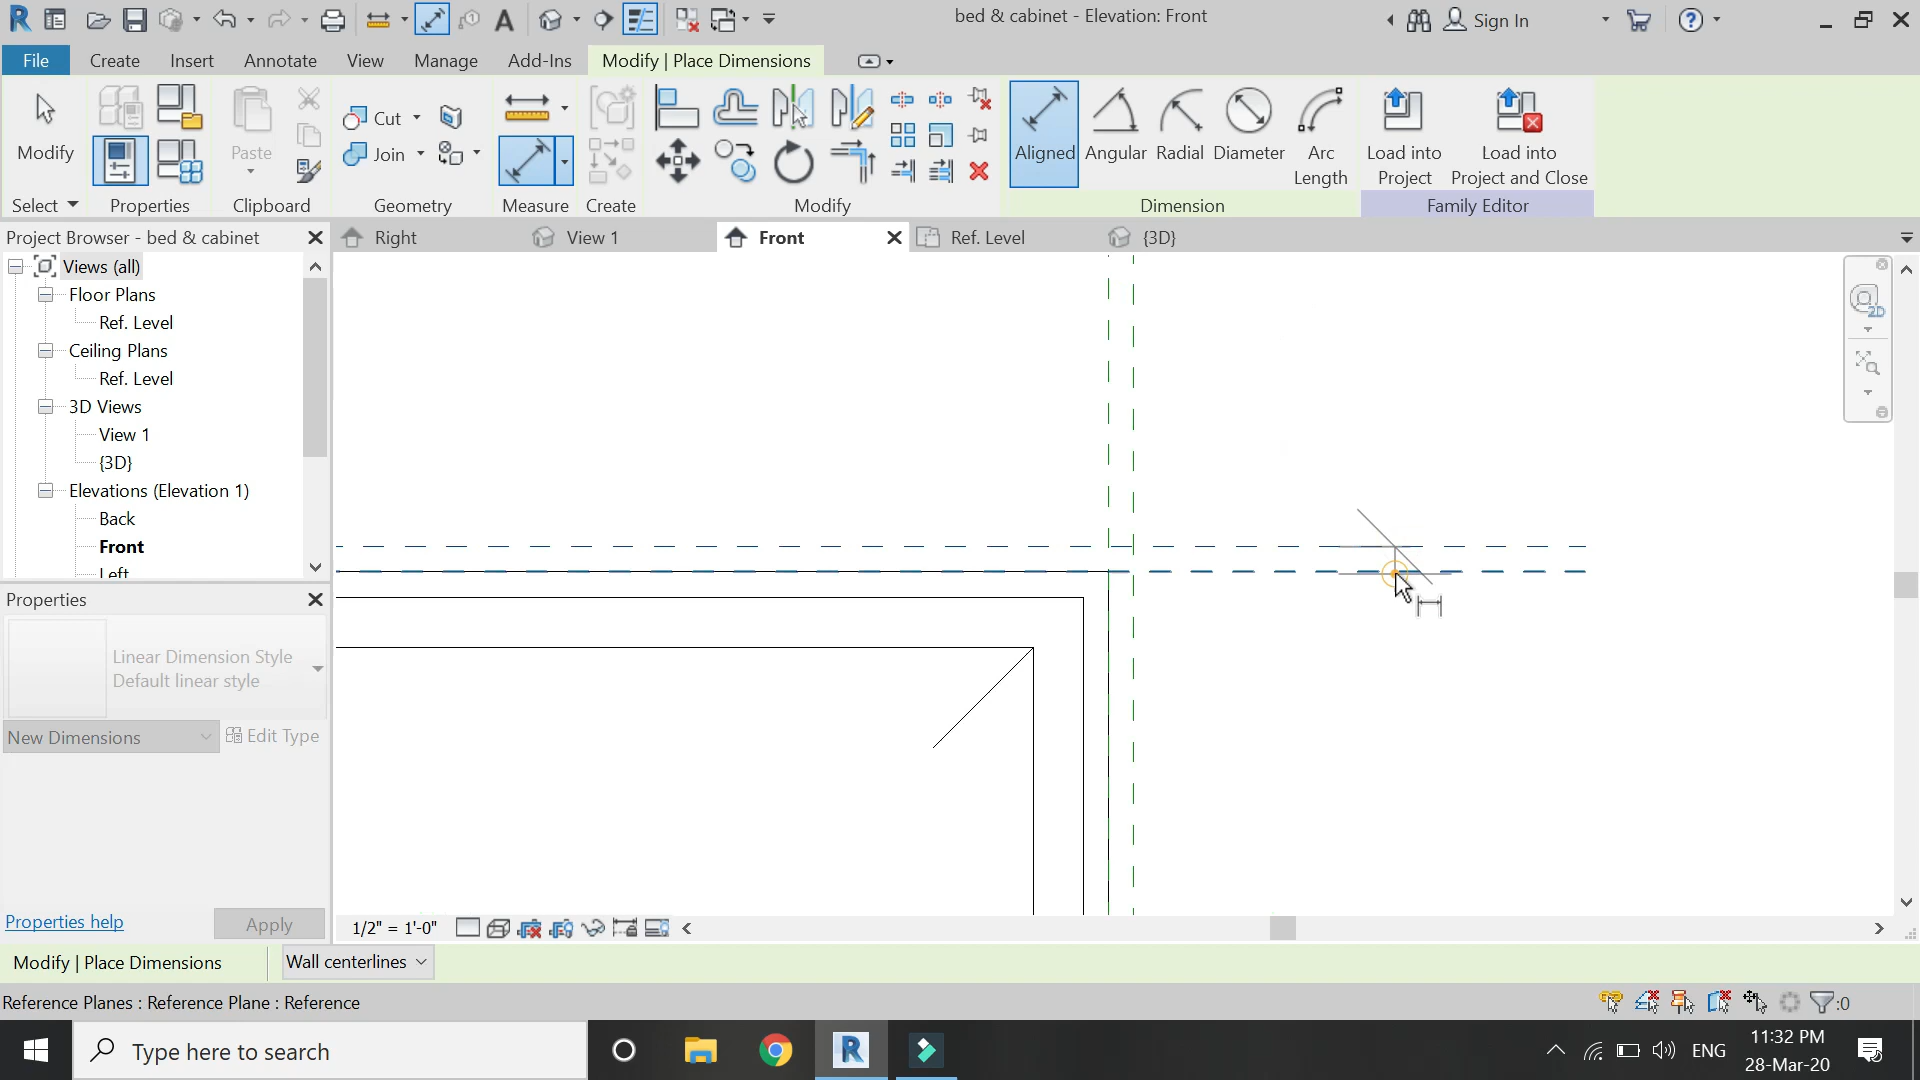 bed & cabinet - Elevation: Front
Sign In
File
Create
Insert
Annotate
View
Manage
Add-Ins
Modify | Place Dimensions
Modify
Paste
Cut
Join
Aligned
Angular
Radial
Diameter
Arc
Length
Load into
Project
Load into
Project and Close
Select
Properties
Clipboard
Geometry
Measure
Create
Modify
Dimension
Family Editor
Project Browser - bed & cabinet
Right
View 1
Front
Ref. Level
{3D}
Views (all)
Floor Plans
Ref. Level
Ceiling Plans
Ref. Level
3D Views
View 1
{3D}
Elevations (Elevation 1)
Back
Front
Left
Properties
Linear Dimension Style
Default linear style
New Dimensions
Edit Type
Properties help
Apply
2D
1/2" = 1'-0"
Modify | Place Dimensions
Wall centerlines
Reference Planes : Reference Plane : Reference
:0
Type here to search
ENG
11:32 PM
28-Mar-20